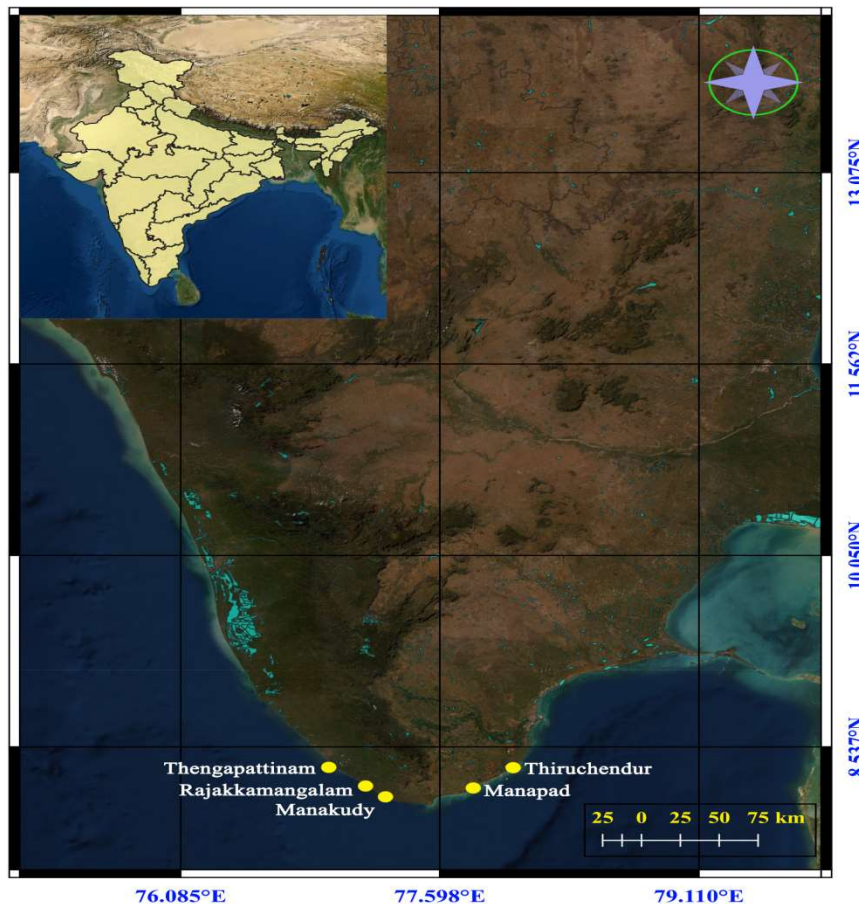 13.075°N
11.562°N
10.050°N
8.537°N
Thengapattinam
Thiruchendur
Rajakkamangalam
Manapad
Manakudy
25 0 25 50 75 km
76.085°E 77.598°E 79.110°E